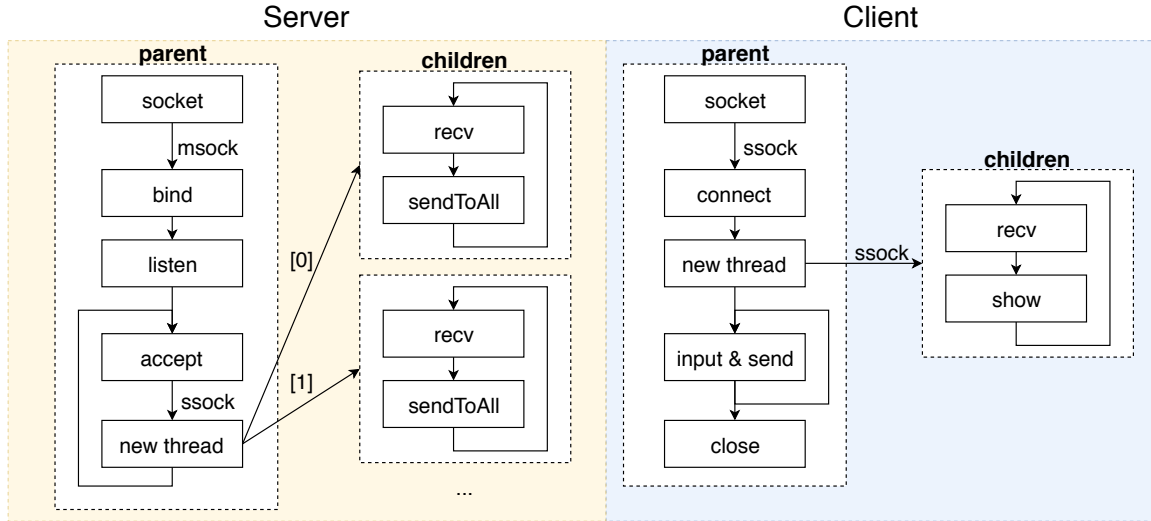 Server
parent
socket
msock
bind
listen
accept
ssock
new thread
[0]
[1]
children
recv
sendToAll
recv
sendToAll
...
Client
parent
socket
ssock
connect
new thread
ssock
input & send
close
children
recv
show